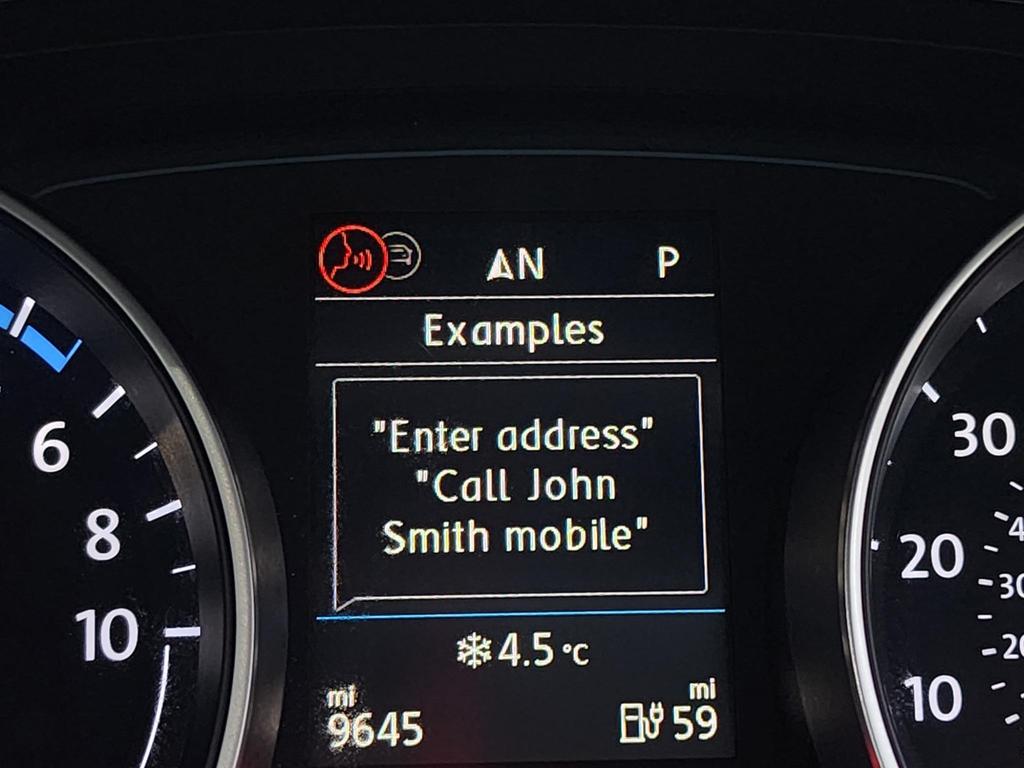 N P
Examples
"Enter address"
"Call John
Smith mobile"
4.5 °C
mi mi
9645 59
6
8
10
30
20
10
30